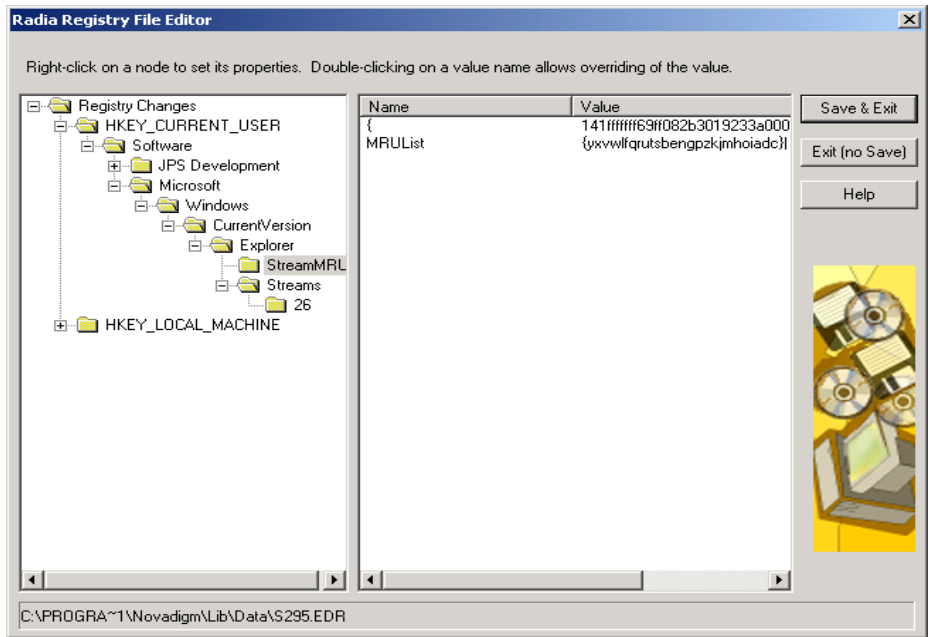 Radia Registry File Editor
Right-click on a node to set its properties. Double-clicking on a value name allows overriding of the value.
Registry Changes
HKEY_CURRENT_USER
Software
JPS Development
Microsoft
Windows
CurrentVersion
Explorer
StreamMRU
Streams
26
HKEY_LOCAL_MACHINE
Name Value
{ 141fffffff69ff082b3019233a000
MRUList {yxvwlfqrutsbengpzkjmhoiadc}|
Save & Exit
Exit (no Save)
Help
C:\PROGRA~1\Novadigm\Lib\Data\S295.EDR